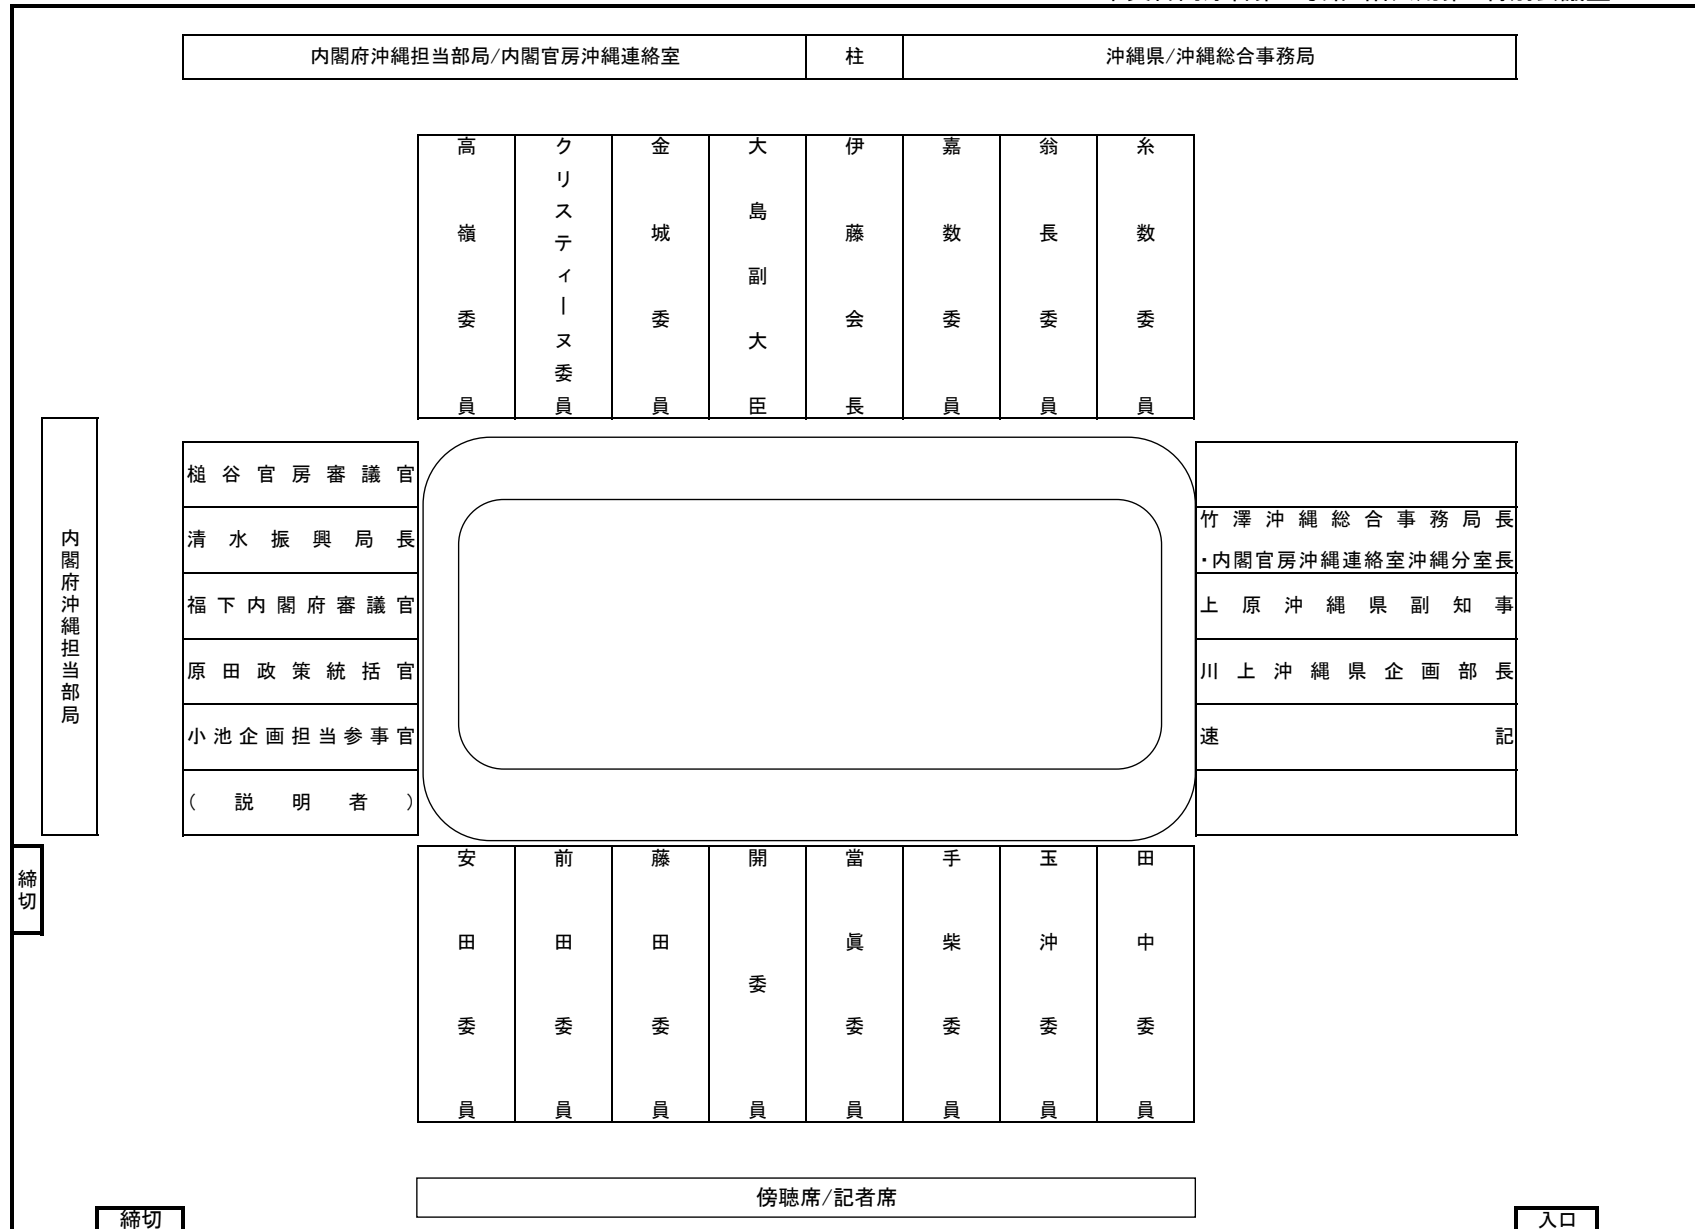 内閣府沖縄担当部局/内閣官房沖縄連絡室
柱
沖縄県/沖縄総合事務局
高嶺委員
クリスティーヌ委員
金城委員
大島副大臣
伊藤会長
嘉数委員
翁長委員
糸数委員
内閣府沖縄担当部局
槌谷官房審議官
清水振興局長
福下内閣府審議官
原田政策統括官
小池企画担当参事官
(説明者)
竹澤沖縄総合事務局長
・内閣官房沖縄連絡室沖縄分室長
上原沖縄県副知事
川上沖縄県企画部長
速記
締切
安田委員
前田委員
藤田委員
開委員
當眞委員
手柴委員
玉沖委員
田中委員
傍聴席/記者席
締切
入口